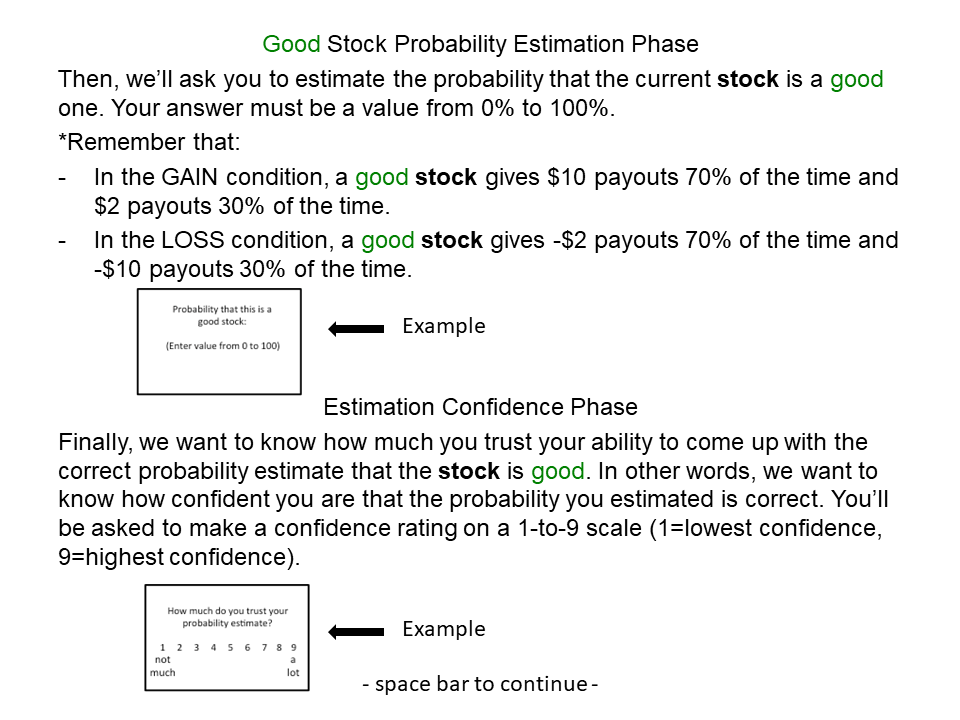 Good Stock Probability Estimation Phase
Then, we’ll ask you to estimate the probability that the current stock is a good
one. Your answer must be a value from 0% to 100%.
*Remember that:
- In the GAIN condition, a good stock gives $10 payouts 70% of the time and
$2 payouts 30% of the time.
- In the LOSS condition, a good stock gives -$2 payouts 70% of the time and
-$10 payouts 30% of the time.
Probability that this is a
good stock:
(Enter value from 0 to 100)
Example
Estimation Confidence Phase
Finally, we want to know how much you trust your ability to come up with the
correct probability estimate that the stock is good. In other words, we want to
know how confident you are that the probability you estimated is correct. You’ll
be asked to make a confidence rating on a 1-to-9 scale (1=lowest confidence,
9=highest confidence).
How much do you trust your
probability estimate?
1 2 3 4 5 6 7 8 9
not a
much lot
Example
- space bar to continue -